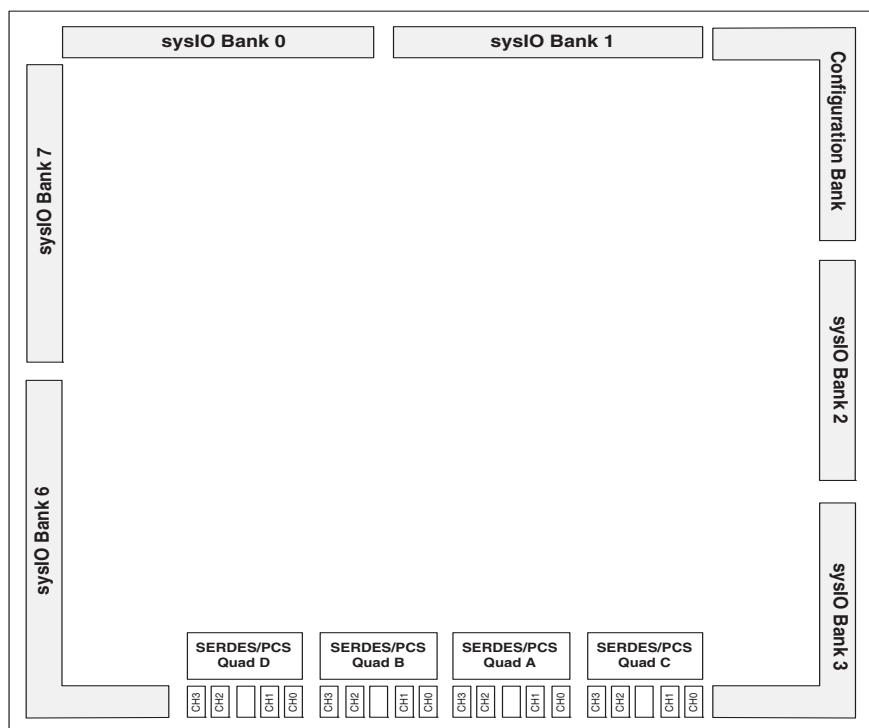 sysIO Bank 0
sysIO Bank 1
Configuration Bank
sysIO Bank 7
sysIO Bank 2
sysIO Bank 6
sysIO Bank 3
SERDES/PCS
Quad D
SERDES/PCS
Quad B
SERDES/PCS
Quad A
SERDES/PCS
Quad C
CH3
CH2
CH1
CH0
CH3
CH2
CH1
CH0
CH3
CH2
CH1
CH0
CH3
CH2
CH1
CH0